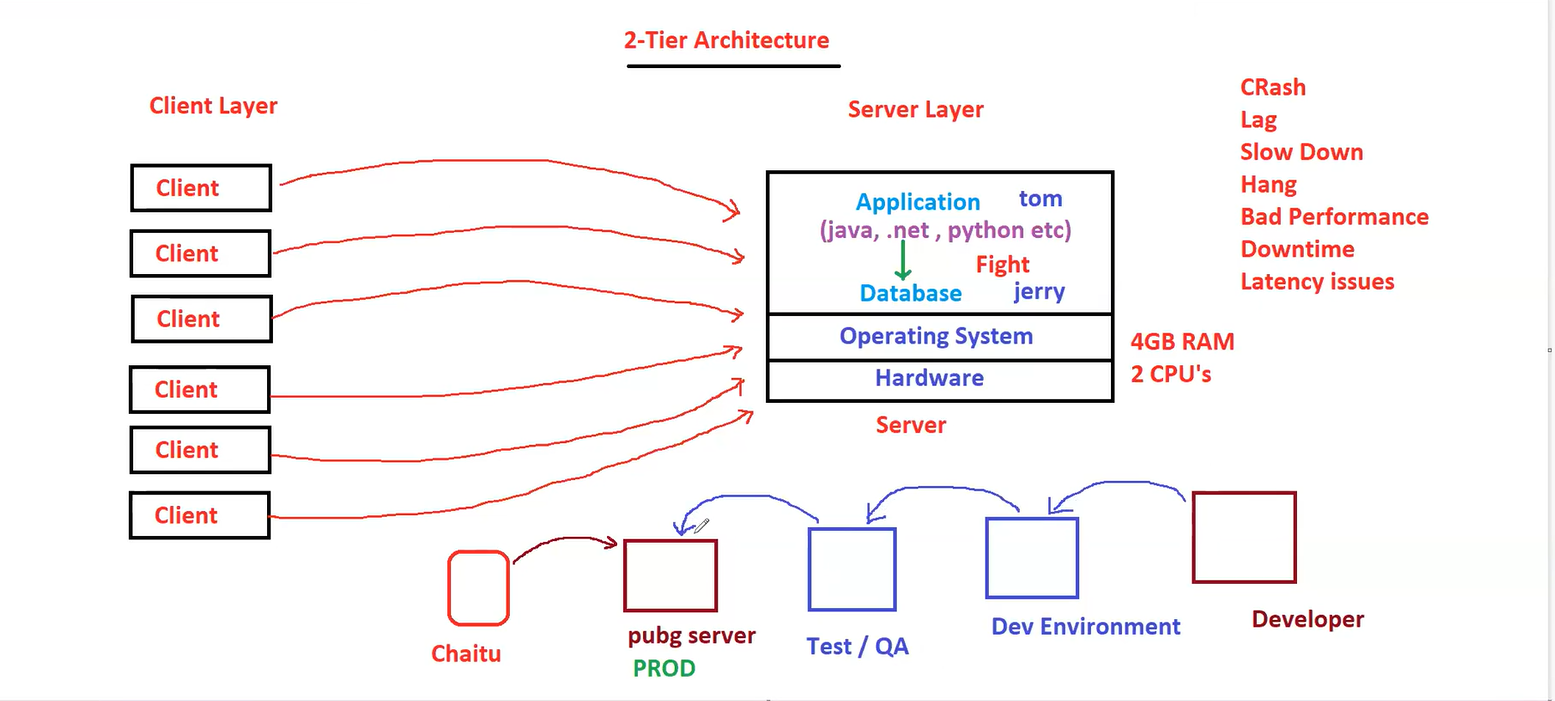 2-Tier Architecture
Client Layer
Server Layer
Client
Client
Client
Client
Client
Client
Application tom
(java, .net , python etc)
Fight
Database jerry
Operating System
Hardware
Server
CRash
Lag
Slow Down
Hang
Bad Performance
Downtime
Latency issues
4GB RAM
2 CPU's
Chaitu
pubg server
PROD
Test / QA
Dev Environment
Developer